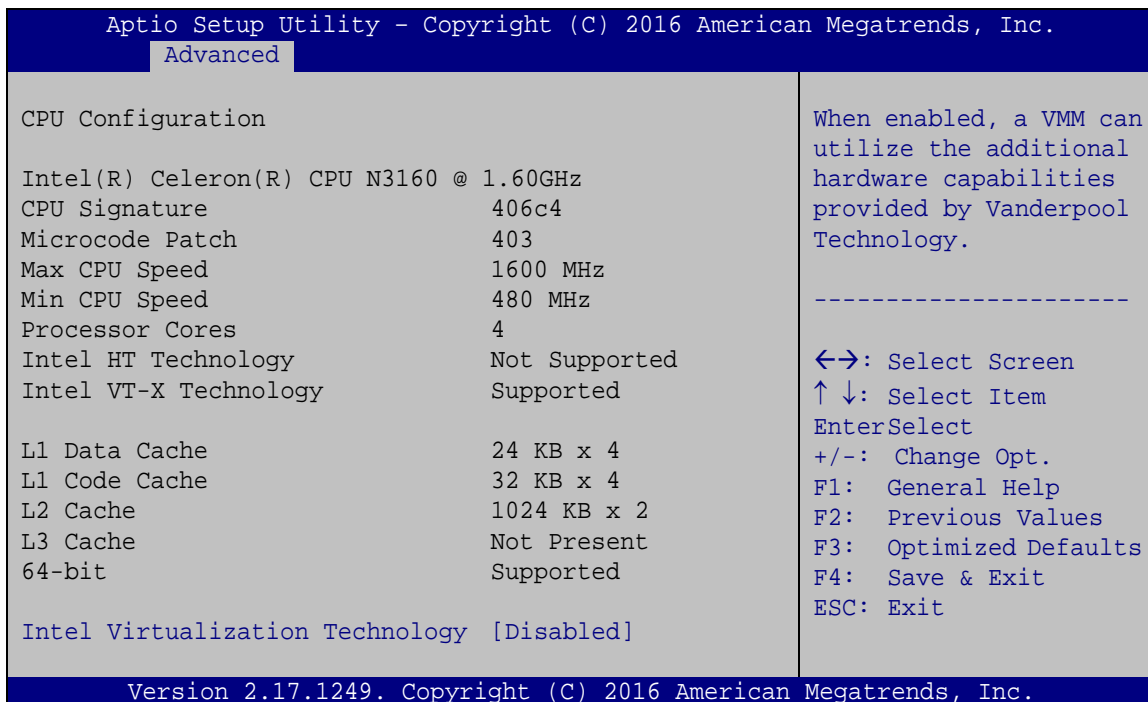 Aptio Setup Utility – Copyright (C) 2016 American Megatrends, Inc.
Advanced
CPU Configuration
Intel(R) Celeron(R) CPU N3160 @ 1.60GHz
CPU Signature 406c4
Microcode Patch 403
Max CPU Speed 1600 MHz
Min CPU Speed 480 MHz
Processor Cores 4
Intel HT Technology Not Supported
Intel VT-X Technology Supported
L1 Data Cache 24 KB x 4
L1 Code Cache 32 KB x 4
L2 Cache 1024 KB x 2
L3 Cache Not Present
64-bit Supported
Intel Virtualization Technology [Disabled]
When enabled, a VMM can
utilize the additional
hardware capabilities
provided by Vanderpool
Technology.
----------------------
←→: Select Screen
↑ ↓: Select Item
EnterSelect
+/-: Change Opt.
F1: General Help
F2: Previous Values
F3: Optimized Defaults
F4: Save & Exit
ESC: Exit
Version 2.17.1249. Copyright (C) 2016 American Megatrends, Inc.